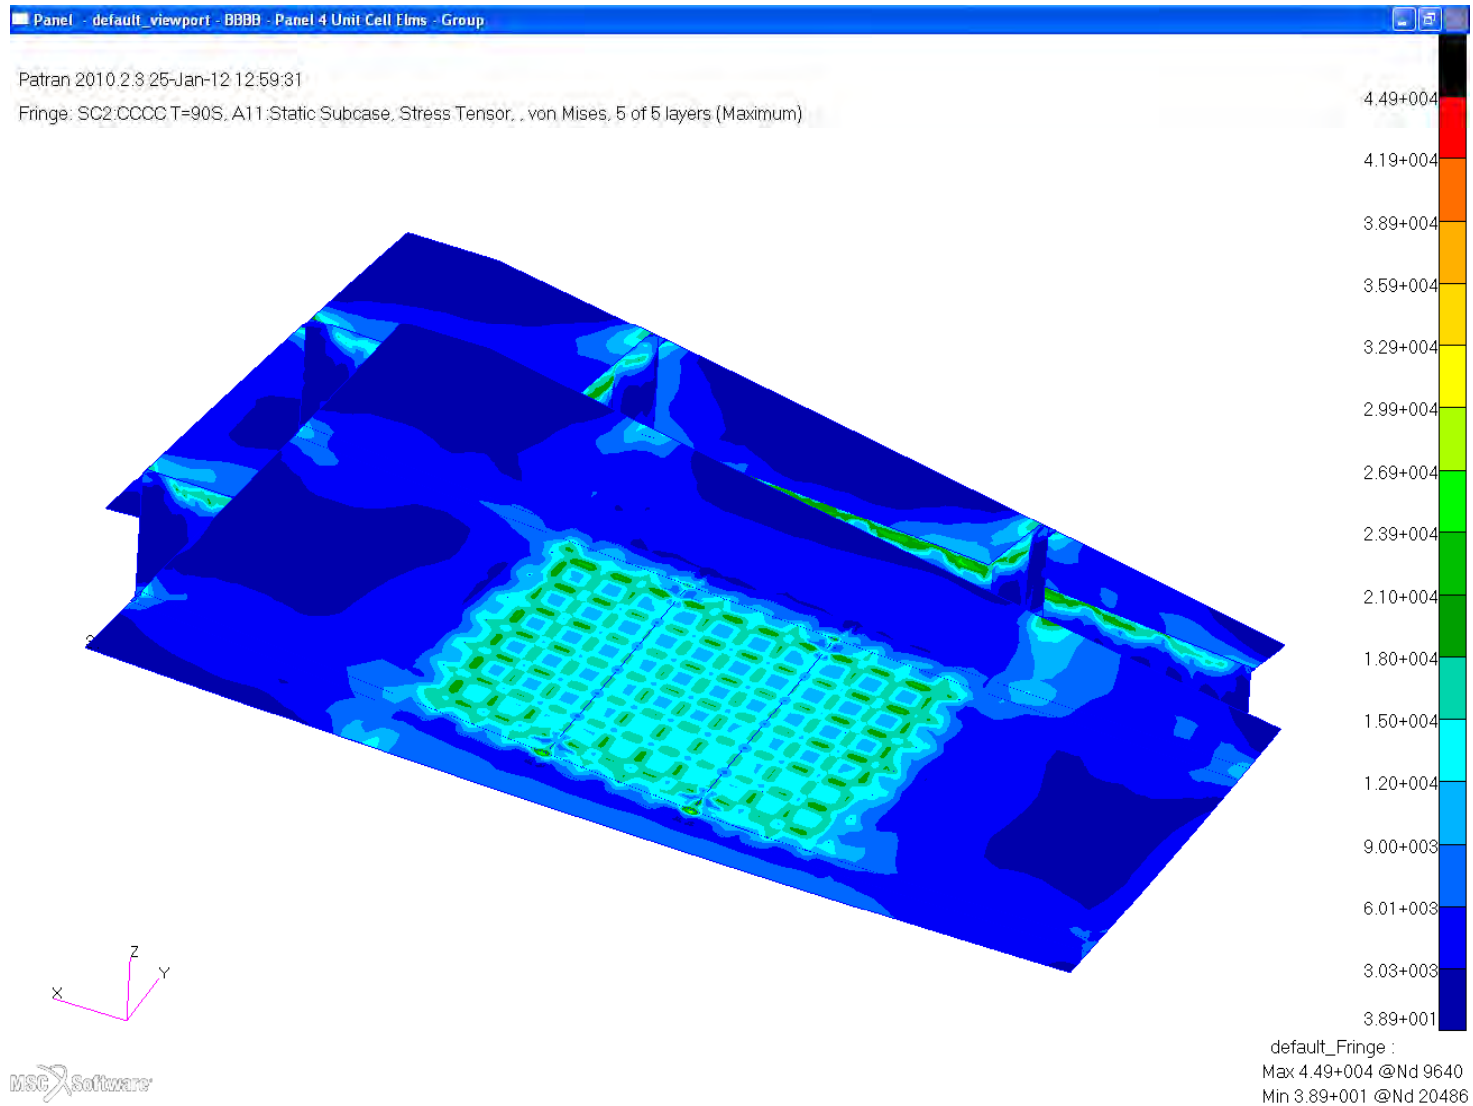 Panel - default_viewport - BBBB - Panel 4 Unit Cell Elms - Group
Patran 2010.2.3 25-Jan-12 12:59:31
Fringe: SC2:CCCC T=90S, A11:Static Subcase, Stress Tensor, , von Mises, 5 of 5 layers (Maximum)
4.49+004
4.19+004
3.89+004
3.59+004
3.29+004
2.99+004
2.69+004
2.39+004
2.10+004
1.80+004
1.50+004
1.20+004
9.00+003
6.01+003
3.03+003
3.89+001
Z
Y
X
default_Fringe :
Max 4.49+004 @Nd 9640
Min 3.89+001 @Nd 20486
MSC Software